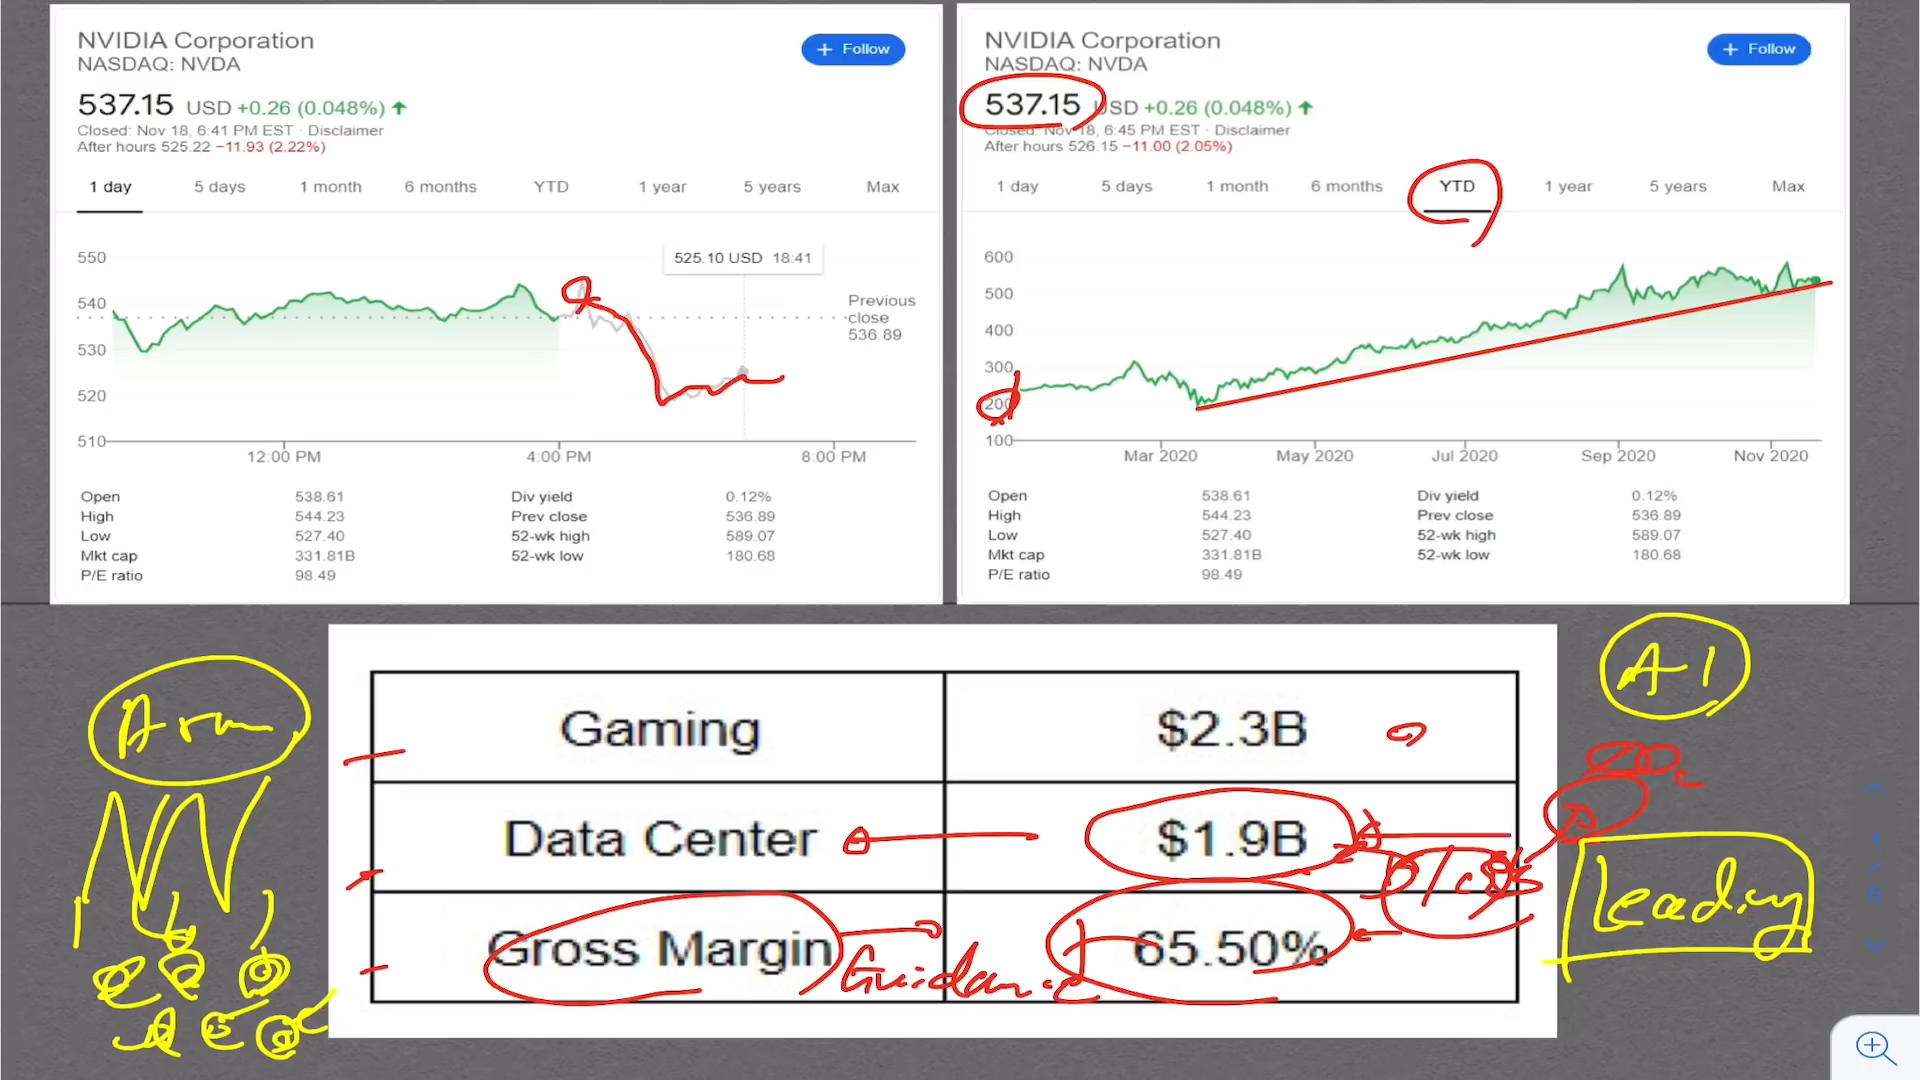 NVIDIA Corporation
NASDAQ: NVDA
+ Follow
537.15 USD +0.26 (0.048%)
Closed: Nov 18, 6:41 PM EST · Disclaimer
After hours 525.22 −11.93 (2.22%)
1 day 5 days 1 month 6 months YTD 1 year 5 years Max
525.10 USD 18:41
550
540
530
520
510
Previous
close
536.89
12:00 PM 4:00 PM 8:00 PM
Open 538.61 Div yield 0.12%
High 544.23 Prev close 536.89
Low 527.40 52-wk high 589.07
Mkt cap 331.81B 52-wk low 180.68
P/E ratio 98.49
NVIDIA Corporation
NASDAQ: NVDA
+ Follow
537.15 USD +0.26 (0.048%)
Closed: Nov 18, 6:45 PM EST · Disclaimer
After hours 526.15 −11.00 (2.05%)
1 day 5 days 1 month 6 months YTD 1 year 5 years Max
600
500
400
300
200
100
Mar 2020 May 2020 Jul 2020 Sep 2020 Nov 2020
Open 538.61 Div yield 0.12%
High 544.23 Prev close 536.89
Low 527.40 52-wk high 589.07
Mkt cap 331.81B 52-wk low 180.68
P/E ratio 98.49
Gaming $2.3B
Data Center $1.9B
Gross Margin 65.50%
Guidance
Arm
AI
Leading